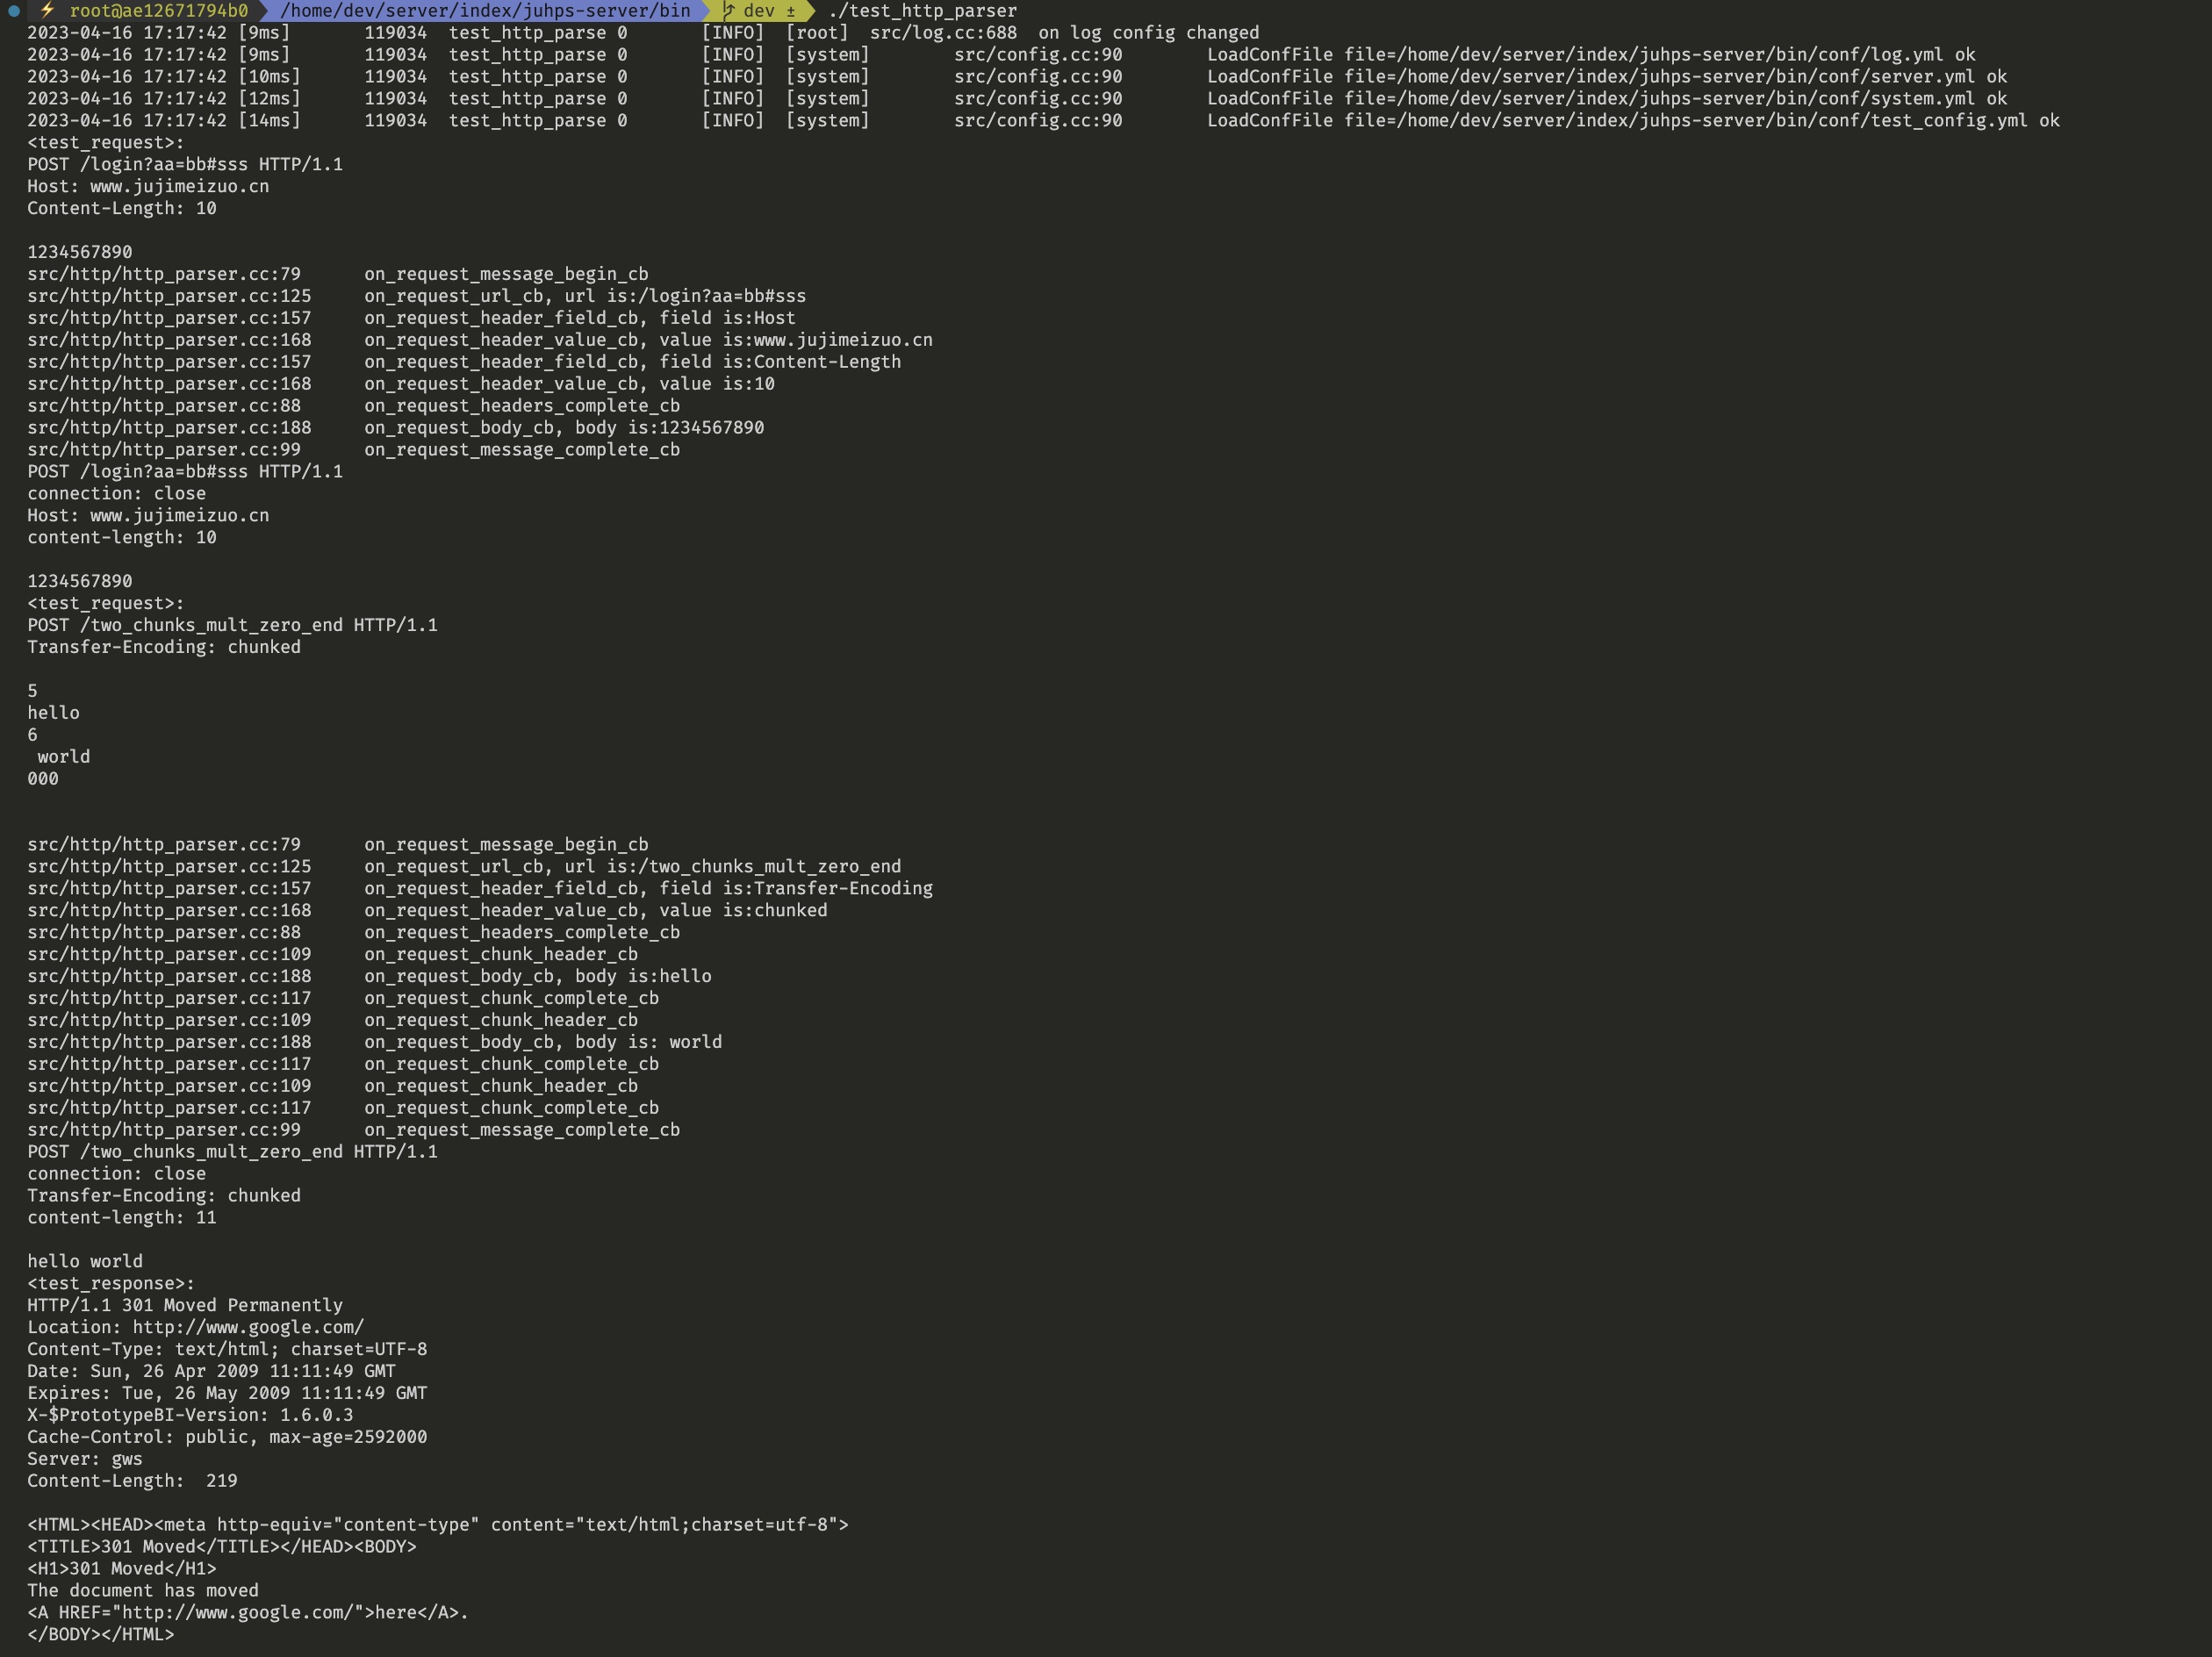 root@ae12671794b0 /home/dev/server/index/juhps-server/bin dev ± ./test_http_parser
2023-04-16 17:17:42 [9ms] 119034 test_http_parse 0 [INFO] [root] src/log.cc:688 on log config changed
2023-04-16 17:17:42 [9ms] 119034 test_http_parse 0 [INFO] [system] src/config.cc:90 LoadConfFile file=/home/dev/server/index/juhps-server/bin/conf/log.yml ok
2023-04-16 17:17:42 [10ms] 119034 test_http_parse 0 [INFO] [system] src/config.cc:90 LoadConfFile file=/home/dev/server/index/juhps-server/bin/conf/server.yml ok
2023-04-16 17:17:42 [12ms] 119034 test_http_parse 0 [INFO] [system] src/config.cc:90 LoadConfFile file=/home/dev/server/index/juhps-server/bin/conf/system.yml ok
2023-04-16 17:17:42 [14ms] 119034 test_http_parse 0 [INFO] [system] src/config.cc:90 LoadConfFile file=/home/dev/server/index/juhps-server/bin/conf/test_config.yml ok
<test_request>:
POST /login?aa=bb#sss HTTP/1.1
Host: www.jujimeizuo.cn
Content-Length: 10

1234567890
src/http/http_parser.cc:79 on_request_message_begin_cb
src/http/http_parser.cc:125 on_request_url_cb, url is:/login?aa=bb#sss
src/http/http_parser.cc:157 on_request_header_field_cb, field is:Host
src/http/http_parser.cc:168 on_request_header_value_cb, value is:www.jujimeizuo.cn
src/http/http_parser.cc:157 on_request_header_field_cb, field is:Content-Length
src/http/http_parser.cc:168 on_request_header_value_cb, value is:10
src/http/http_parser.cc:88 on_request_headers_complete_cb
src/http/http_parser.cc:188 on_request_body_cb, body is:1234567890
src/http/http_parser.cc:99 on_request_message_complete_cb
POST /login?aa=bb#sss HTTP/1.1
connection: close
Host: www.jujimeizuo.cn
content-length: 10

1234567890
<test_request>:
POST /two_chunks_mult_zero_end HTTP/1.1
Transfer-Encoding: chunked

5
hello
6
 world
000

src/http/http_parser.cc:79 on_request_message_begin_cb
src/http/http_parser.cc:125 on_request_url_cb, url is:/two_chunks_mult_zero_end
src/http/http_parser.cc:157 on_request_header_field_cb, field is:Transfer-Encoding
src/http/http_parser.cc:168 on_request_header_value_cb, value is:chunked
src/http/http_parser.cc:88 on_request_headers_complete_cb
src/http/http_parser.cc:109 on_request_chunk_header_cb
src/http/http_parser.cc:188 on_request_body_cb, body is:hello
src/http/http_parser.cc:117 on_request_chunk_complete_cb
src/http/http_parser.cc:109 on_request_chunk_header_cb
src/http/http_parser.cc:188 on_request_body_cb, body is: world
src/http/http_parser.cc:117 on_request_chunk_complete_cb
src/http/http_parser.cc:109 on_request_chunk_header_cb
src/http/http_parser.cc:117 on_request_chunk_complete_cb
src/http/http_parser.cc:99 on_request_message_complete_cb
POST /two_chunks_mult_zero_end HTTP/1.1
connection: close
Transfer-Encoding: chunked
content-length: 11

hello world
<test_response>:
HTTP/1.1 301 Moved Permanently
Location: http://www.google.com/
Content-Type: text/html; charset=UTF-8
Date: Sun, 26 Apr 2009 11:11:49 GMT
Expires: Tue, 26 May 2009 11:11:49 GMT
X-$PrototypeBI-Version: 1.6.0.3
Cache-Control: public, max-age=2592000
Server: gws
Content-Length:  219

<HTML><HEAD><meta http-equiv="content-type" content="text/html;charset=utf-8">
<TITLE>301 Moved</TITLE></HEAD><BODY>
<H1>301 Moved</H1>
The document has moved
<A HREF="http://www.google.com/">here</A>.
</BODY></HTML>